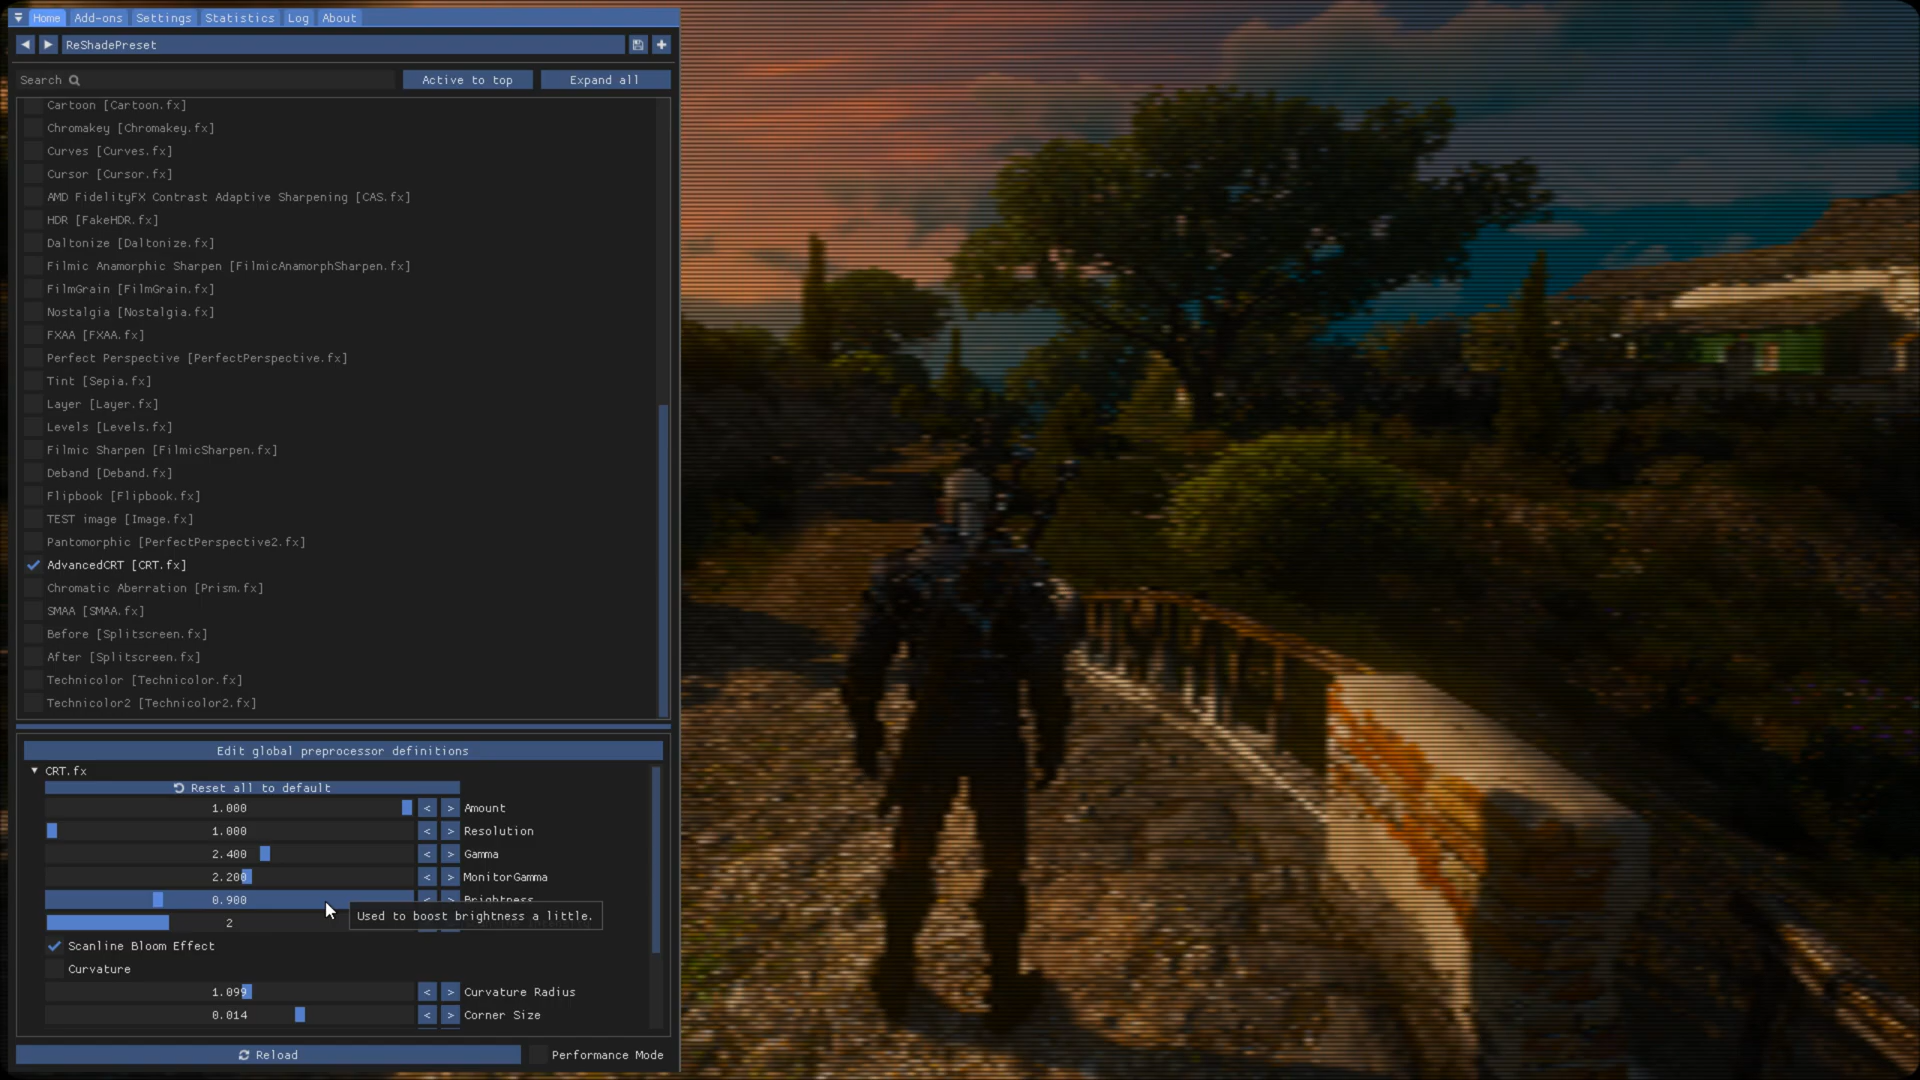 Home Add-ons Settings Statistics Log About
ReShadePreset
Search Active to top Expand all
Cartoon [Cartoon.fx]
Chromakey [Chromakey.fx]
Curves [Curves.fx]
Cursor [Cursor.fx]
AMD FidelityFX Contrast Adaptive Sharpening [CAS.fx]
HDR [FakeHDR.fx]
Daltonize [Daltonize.fx]
Filmic Anamorphic Sharpen [FilmicAnamorphSharpen.fx]
FilmGrain [FilmGrain.fx]
Nostalgia [Nostalgia.fx]
FXAA [FXAA.fx]
Perfect Perspective [PerfectPerspective.fx]
Tint [Sepia.fx]
Layer [Layer.fx]
Levels [Levels.fx]
Filmic Sharpen [FilmicSharpen.fx]
Deband [Deband.fx]
Flipbook [Flipbook.fx]
TEST image [Image.fx]
Pantomorphic [PerfectPerspective2.fx]
AdvancedCRT [CRT.fx]
Chromatic Aberration [Prism.fx]
SMAA [SMAA.fx]
Before [Splitscreen.fx]
After [Splitscreen.fx]
Technicolor [Technicolor.fx]
Technicolor2 [Technicolor2.fx]
Edit global preprocessor definitions
CRT.fx
Reset all to default
1.000 < > Amount
1.000 < > Resolution
2.400 < > Gamma
2.200 < > MonitorGamma
0.900 < > Brightness
Used to boost brightness a little.
2
Scanline Bloom Effect
Curvature
1.099 < > Curvature Radius
0.014 < > Corner Size
Reload Performance Mode